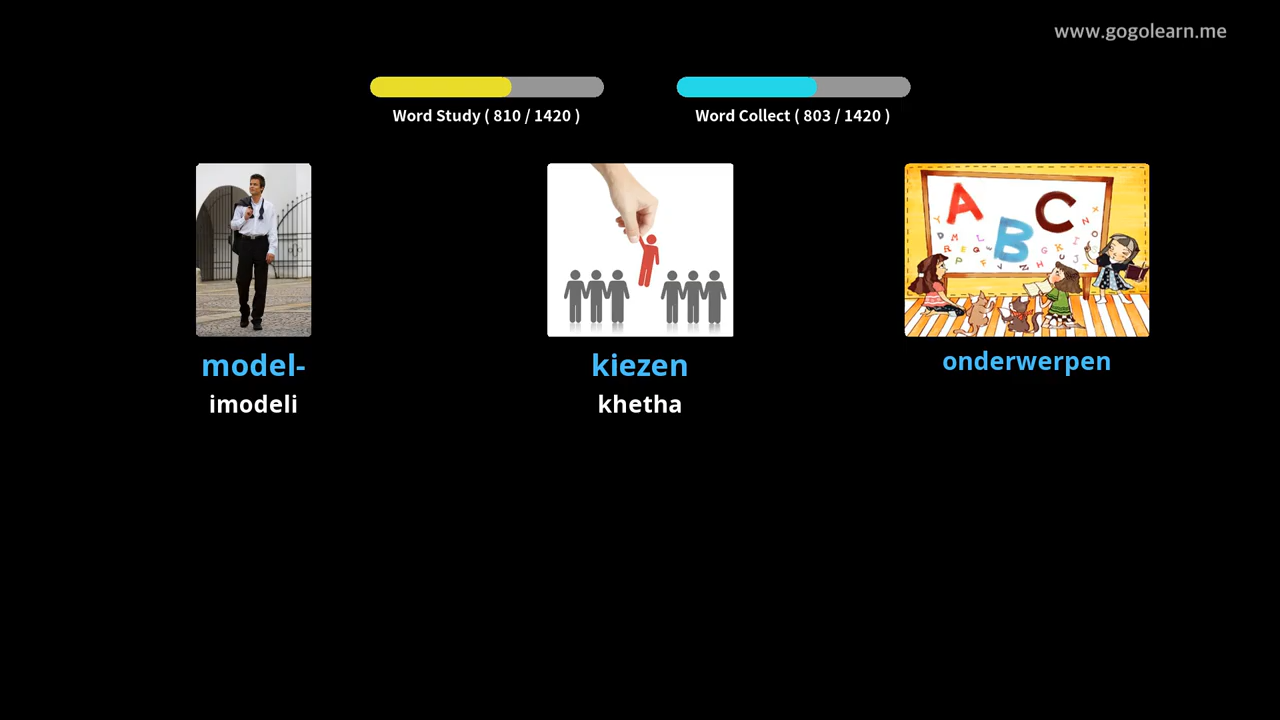 www.gogolearn.me
Word Study ( 810 / 1420 )
Word Collect ( 803 / 1420 )
A B C
model-
imodeli
kiezen
khetha
onderwerpen